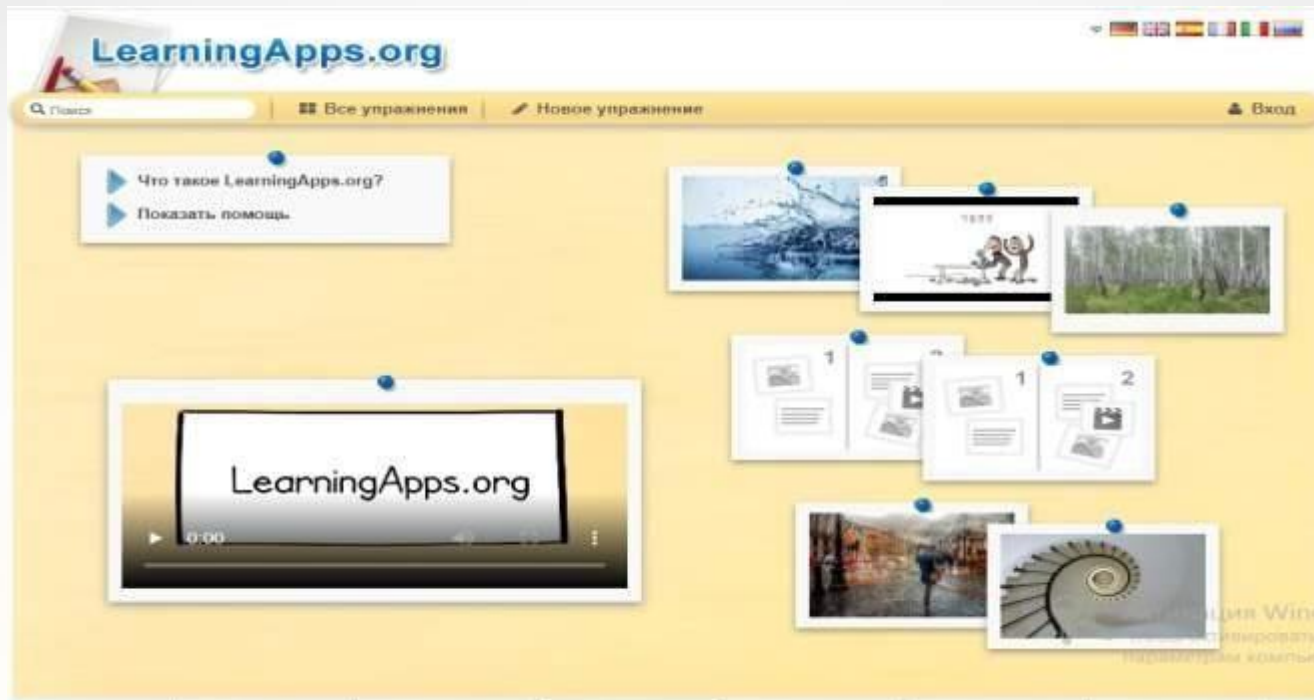 LearningApps.org
Поиск
Все упражнения
Новое упражнение
Вход
Что такое LearningApps.org?
Показать помощь
1
1 2
LearningApps.org
0:00
параметрам